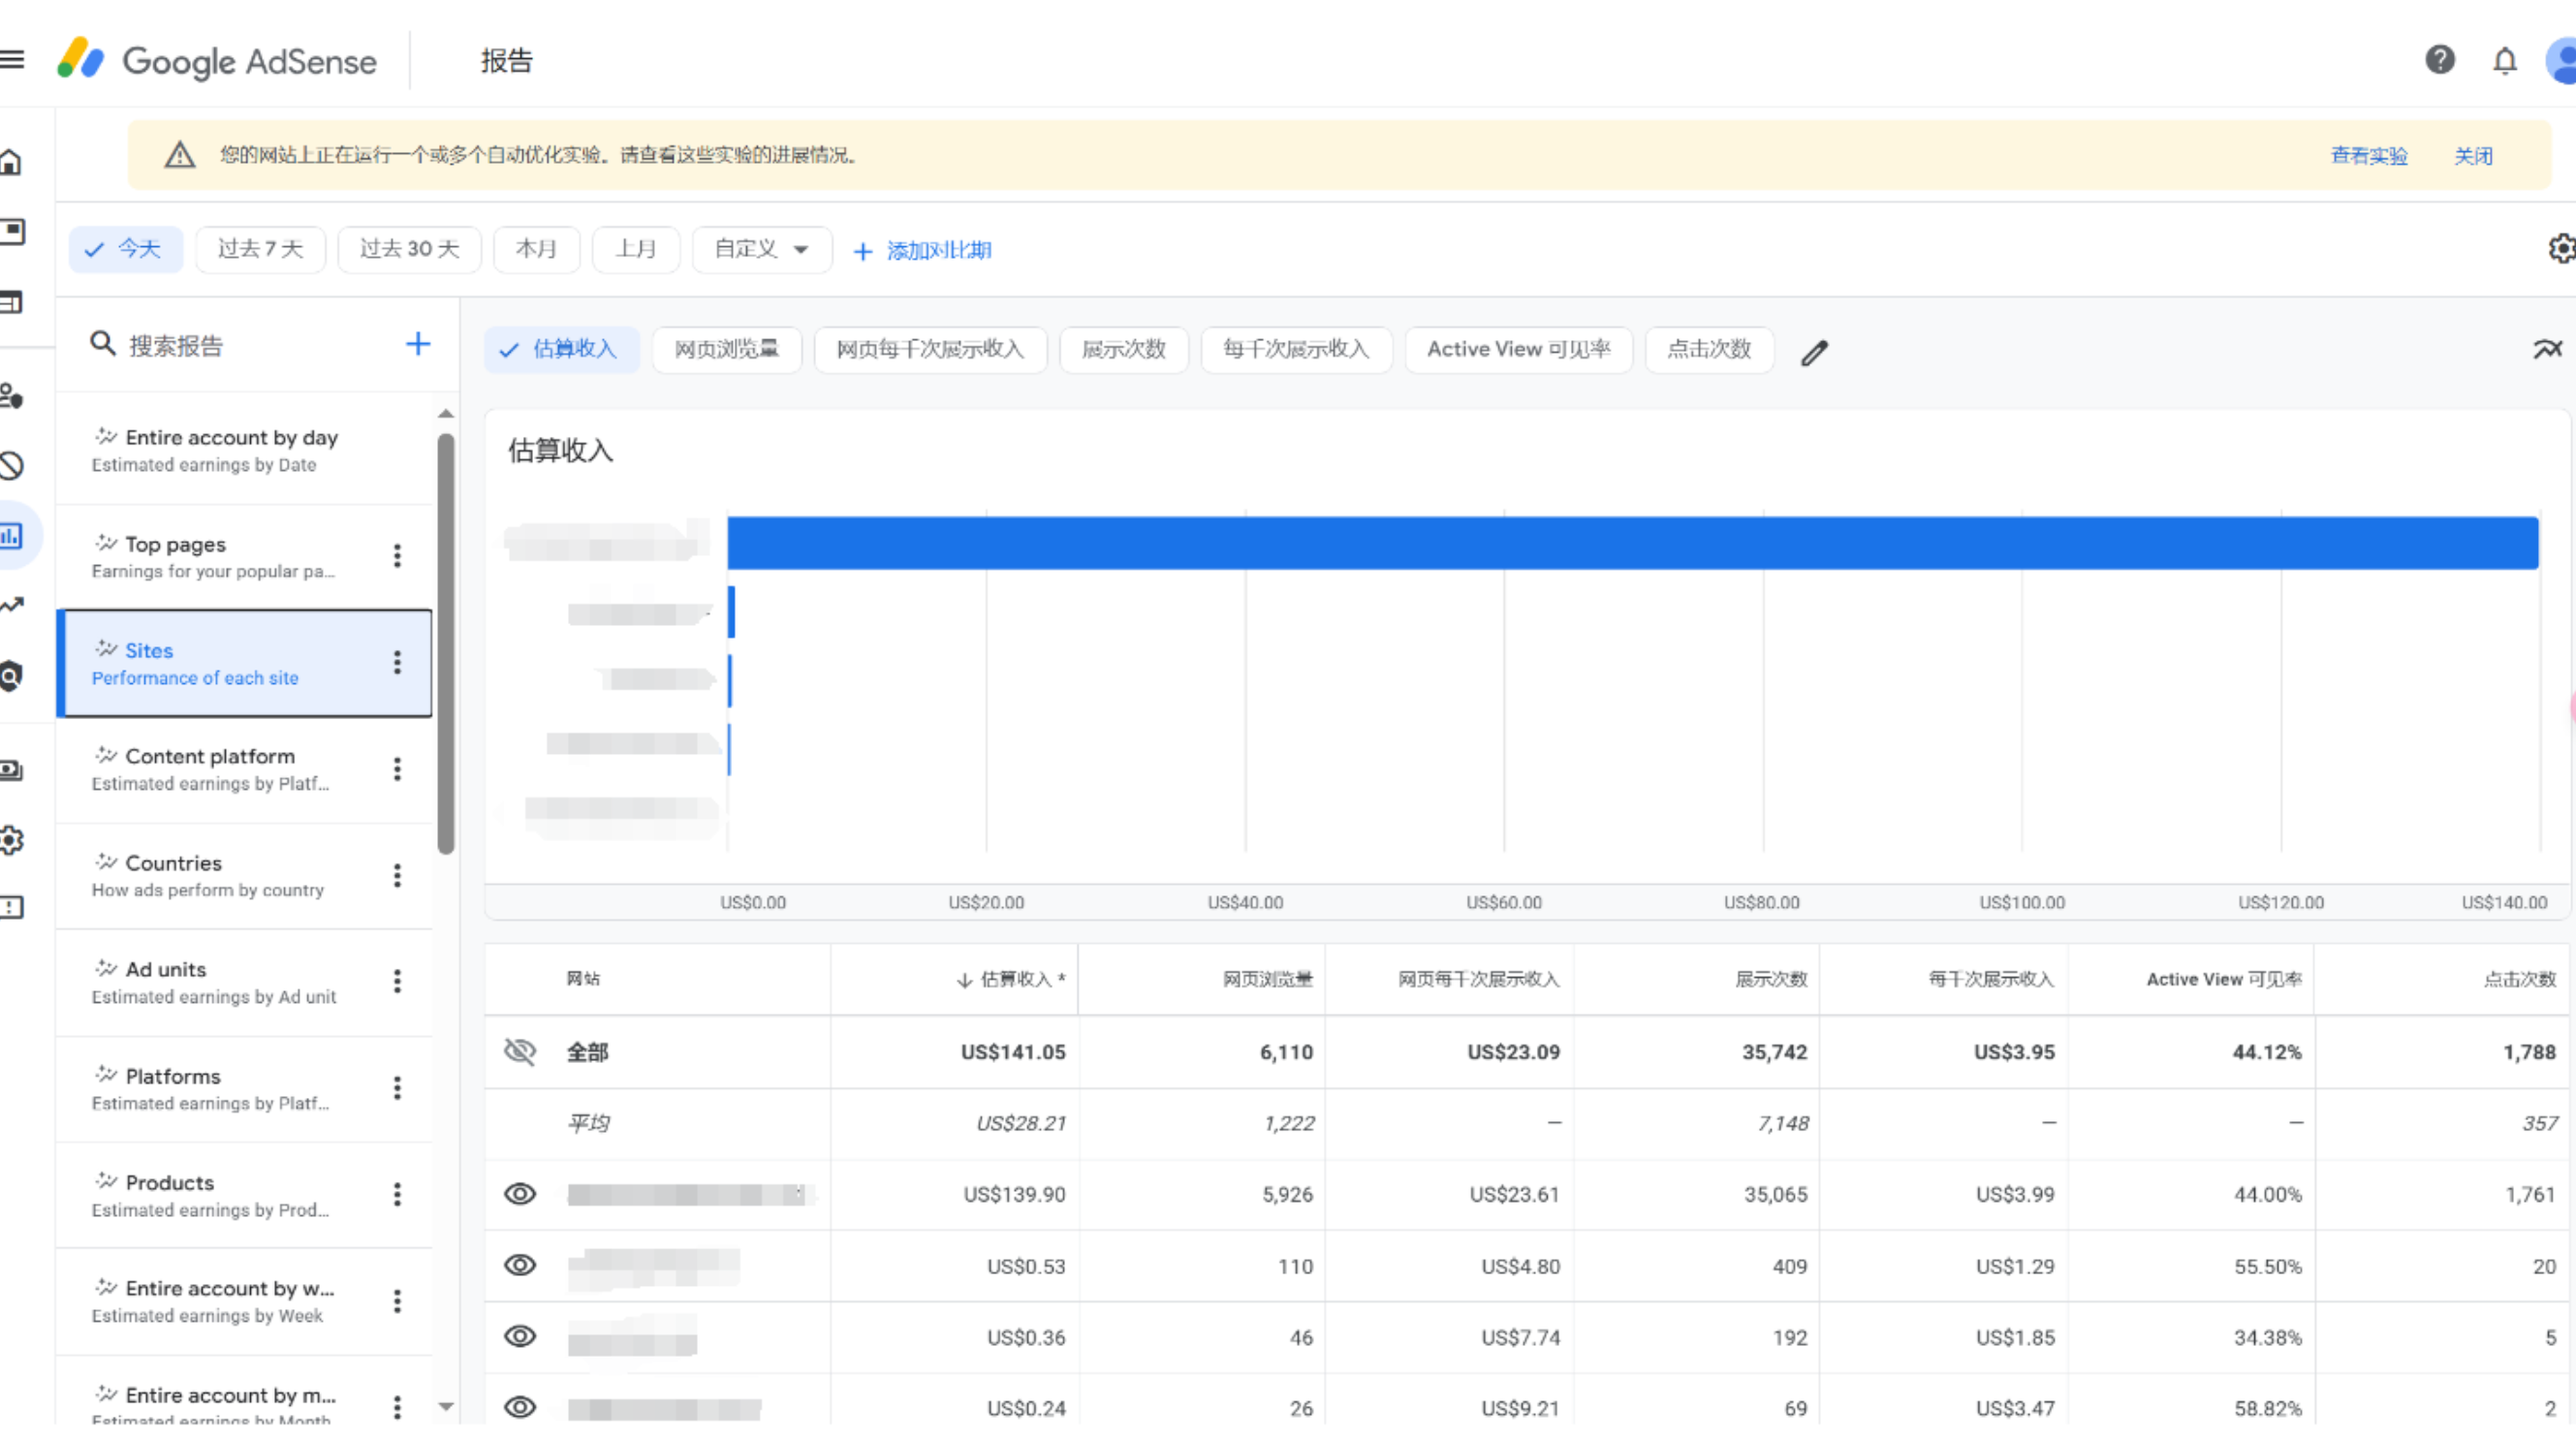 Google AdSense
报告
您的网站上正在运行一个或多个自动优化实验。请查看这些实验的进展情况。
查看实验
关闭
今天
过去 7 天
过去 30 天
本月
上月
自定义
添加对比期
搜索报告
Entire account by day
Estimated earnings by Date
Top pages
Earnings for your popular pa...
Sites
Performance of each site
Content platform
Estimated earnings by Platf...
Countries
How ads perform by country
Ad units
Estimated earnings by Ad unit
Platforms
Estimated earnings by Platf...
Products
Estimated earnings by Prod...
Entire account by w...
Estimated earnings by Week
Entire account by m...
Estimated earnings by Month
估算收入
网页浏览量
网页每千次展示收入
展示次数
每千次展示收入
Active View 可见率
点击次数
估算收入
US$0.00 US$20.00 US$40.00 US$60.00 US$80.00 US$100.00 US$120.00 US$140.00
网站 估算收入 * 网页浏览量 网页每千次展示收入 展示次数 每千次展示收入 Active View 可见率 点击次数
全部 US$141.05 6,110 US$23.09 35,742 US$3.95 44.12% 1,788
平均 US$28.21 1,222 — 7,148 — — 357
US$139.90 5,926 US$23.61 35,065 US$3.99 44.00% 1,761
US$0.53 110 US$4.80 409 US$1.29 55.50% 20
US$0.36 46 US$7.74 192 US$1.85 34.38% 5
US$0.24 26 US$9.21 69 US$3.47 58.82% 2